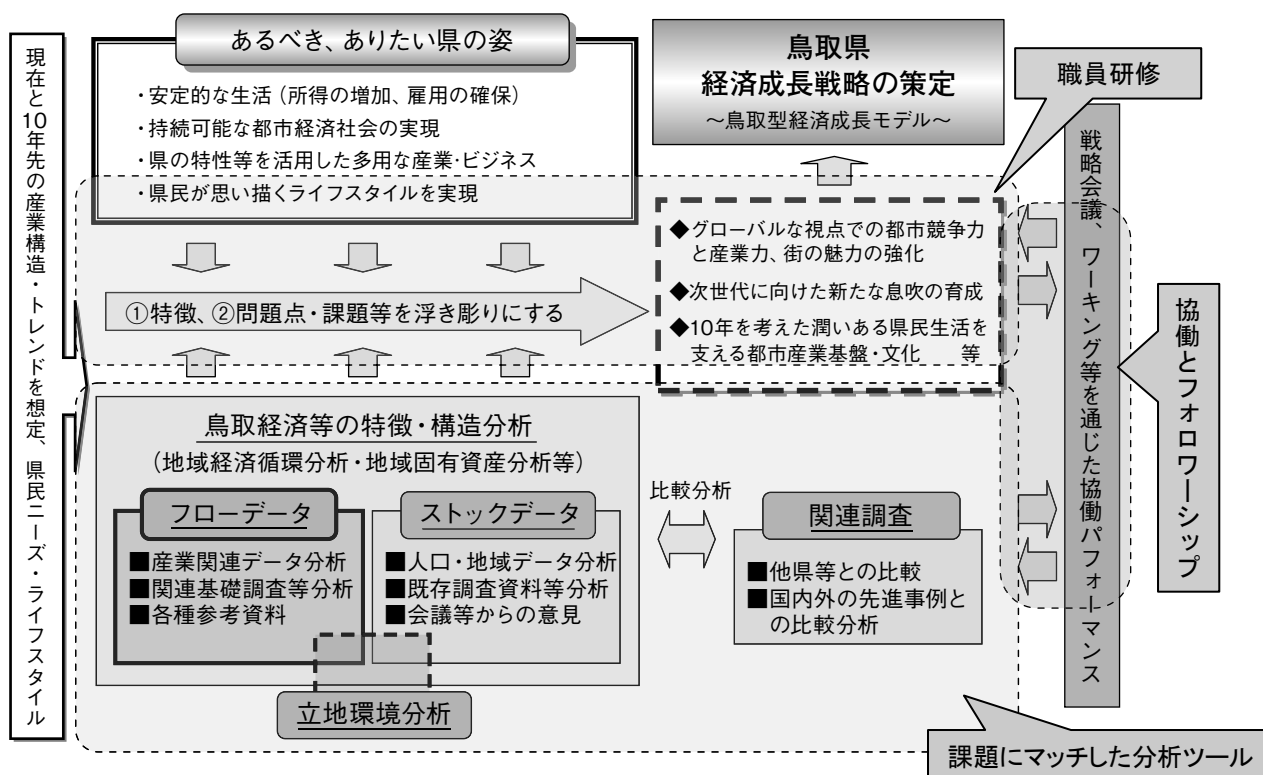 現在と10年先の産業構造・トレンドを想定、県民ニーズ・ライフスタイル
あるべき、ありたい県の姿
・安定的な生活（所得の増加、雇用の確保）
・持続可能な都市経済社会の実現
・県の特性等を活用した多用な産業・ビジネス
・県民が思い描くライフスタイルを実現
鳥取県
経済成長戦略の策定
～鳥取型経済成長モデル～
職員研修
◆グローバルな視点での都市競争力
と産業力、街の魅力の強化
◆次世代に向けた新たな息吹の育成
◆10年を考えた潤いある県民生活を
支える都市産業基盤・文化　等
①特徴、②問題点・課題等を浮き彫りにする
戦略会議、ワーキング等を通じた協働パフォーマンス
協働とフォロワーシップ
鳥取経済等の特徴・構造分析
（地域経済循環分析・地域固有資産分析等）
フローデータ
■産業関連データ分析
■関連基礎調査等分析
■各種参考資料
ストックデータ
■人口・地域データ分析
■既存調査資料等分析
■会議等からの意見
立地環境分析
比較分析
関連調査
■他県等との比較
■国内外の先進事例と
の比較分析
課題にマッチした分析ツール